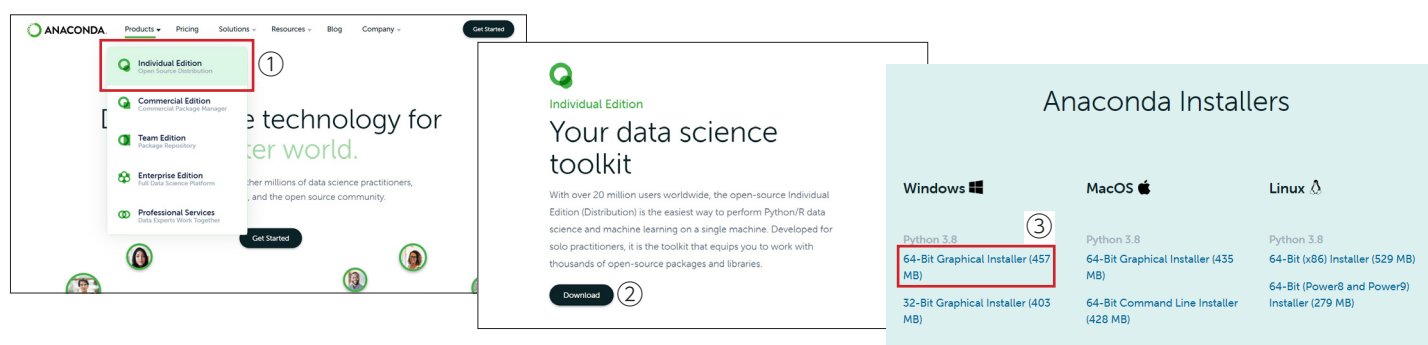 ANACONDA.
Products
Pricing
Solutions
Resources
Blog
Company
Get Started
Individual Edition
Open Source Distribution
①
Commercial Edition
Commercial Package Manager
Team Edition
Package Repository
Enterprise Edition
Full Data Science Platform
Professional Services
Data Experts Work Together
e technology for
ter world.
her millions of data science practitioners,
, and the open source community.
Get Started
Individual Edition
Your data science
toolkit
With over 20 million users worldwide, the open-source Individual
Edition (Distribution) is the easiest way to perform Python/R data
science and machine learning on a single machine. Developed for
solo practitioners, it is the toolkit that equips you to work with
thousands of open-source packages and libraries.
Download
②
Anaconda Installers
Windows
③
Python 3.8
64-Bit Graphical Installer (457
MB)
32-Bit Graphical Installer (403
MB)
MacOS
Python 3.8
64-Bit Graphical Installer (435
MB)
64-Bit Command Line Installer
(428 MB)
Linux
Python 3.8
64-Bit (x86) Installer (529 MB)
64-Bit (Power8 and Power9)
Installer (279 MB)